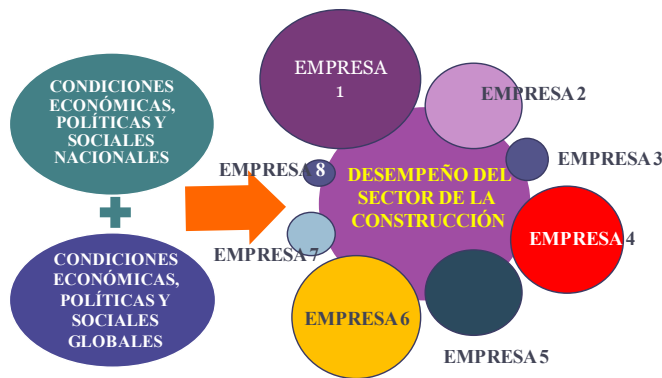 CONDICIONES
ECONÓMICAS,
POLÍTICAS Y
SOCIALES
NACIONALES
CONDICIONES
ECONÓMICAS,
POLÍTICAS Y
SOCIALES
GLOBALES
EMPRESA
1
EMPRESA 2
EMPRESA 3
EMPRESA 4
EMPRESA 5
EMPRESA 6
EMPRESA 7
EMPRESA 8
DESEMPEÑO DEL
SECTOR DE LA
CONSTRUCCIÓN